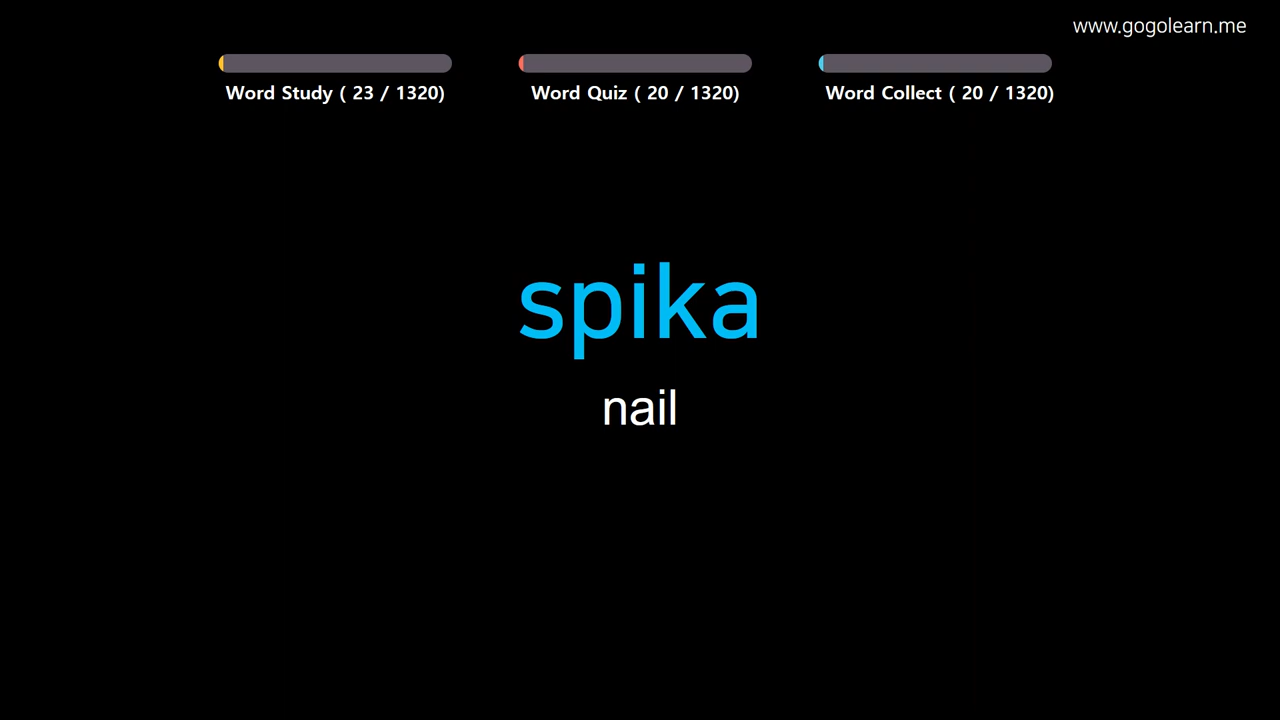 www.gogolearn.me
Word Study ( 23 / 1320)
Word Quiz ( 20 / 1320)
Word Collect ( 20 / 1320)
spika
nail